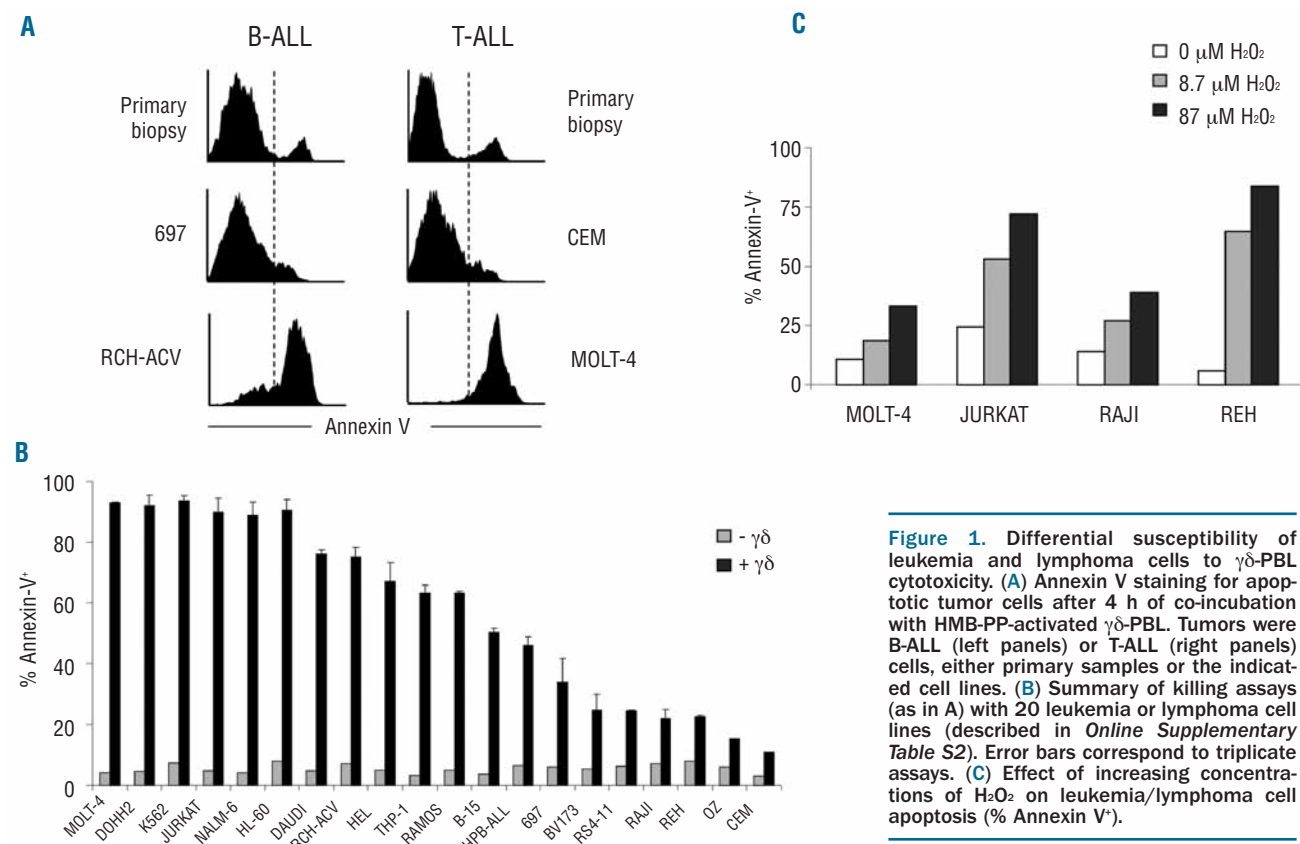 A
B-ALL
T-ALL
Primary
biopsy
Primary
biopsy
697
CEM
RCH-ACV
MOLT-4
Annexin V
C
0 µM H₂O₂
8.7 µM H₂O₂
87 µM H₂O₂
% Annexin-V⁺
100
75
50
25
0
MOLT-4
JURKAT
RAJI
REH
B
% Annexin-V⁺
100
80
60
40
20
0
- γδ
+ γδ
MOLT-4
DOHH2
K562
JURKAT
NALM-6
HL-60
DAUDI
RCH-ACV
HEL
THP-1
RAMOS
B-15
HPB-ALL
697
BV173
RS4-11
RAJI
REH
OZ
CEM
Figure 1. Differential susceptibility of
leukemia and lymphoma cells to γδ-PBL
cytotoxicity. (A) Annexin V staining for apop-
totic tumor cells after 4 h of co-incubation
with HMB-PP-activated γδ-PBL. Tumors were
B-ALL (left panels) or T-ALL (right panels)
cells, either primary samples or the indicat-
ed cell lines. (B) Summary of killing assays
(as in A) with 20 leukemia or lymphoma cell
lines (described in Online Supplementary
Table S2). Error bars correspond to triplicate
assays. (C) Effect of increasing concentra-
tions of H₂O₂ on leukemia/lymphoma cell
apoptosis (% Annexin V⁺).